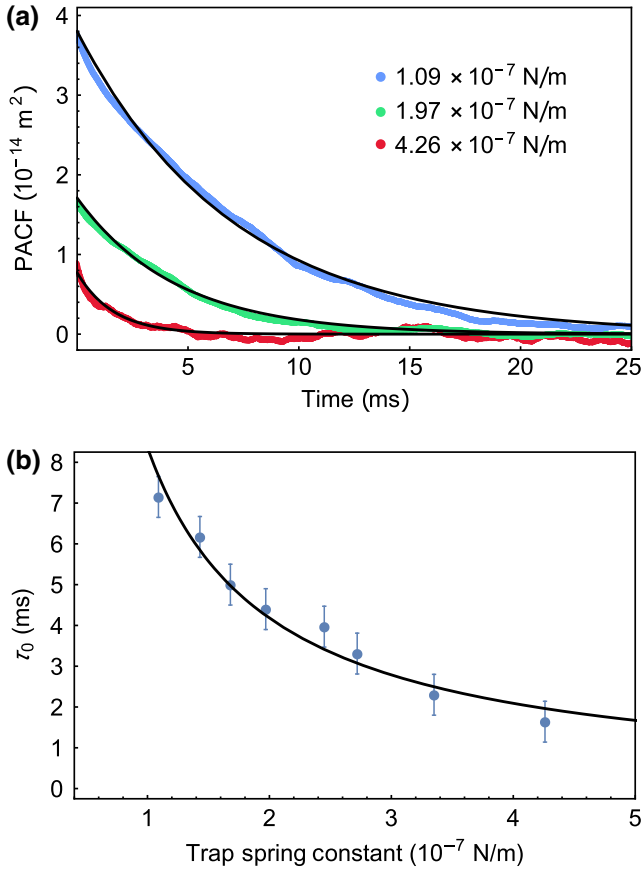 (a)
4
3
2
1
0
PACF (10⁻¹⁴ m²)
1.09 × 10⁻⁷ N/m
1.97 × 10⁻⁷ N/m
4.26 × 10⁻⁷ N/m
5 10 15 20 25
Time (ms)
(b)
8
7
6
5
4
3
2
1
0
τ₀ (ms)
1 2 3 4 5
Trap spring constant (10⁻⁷ N/m)